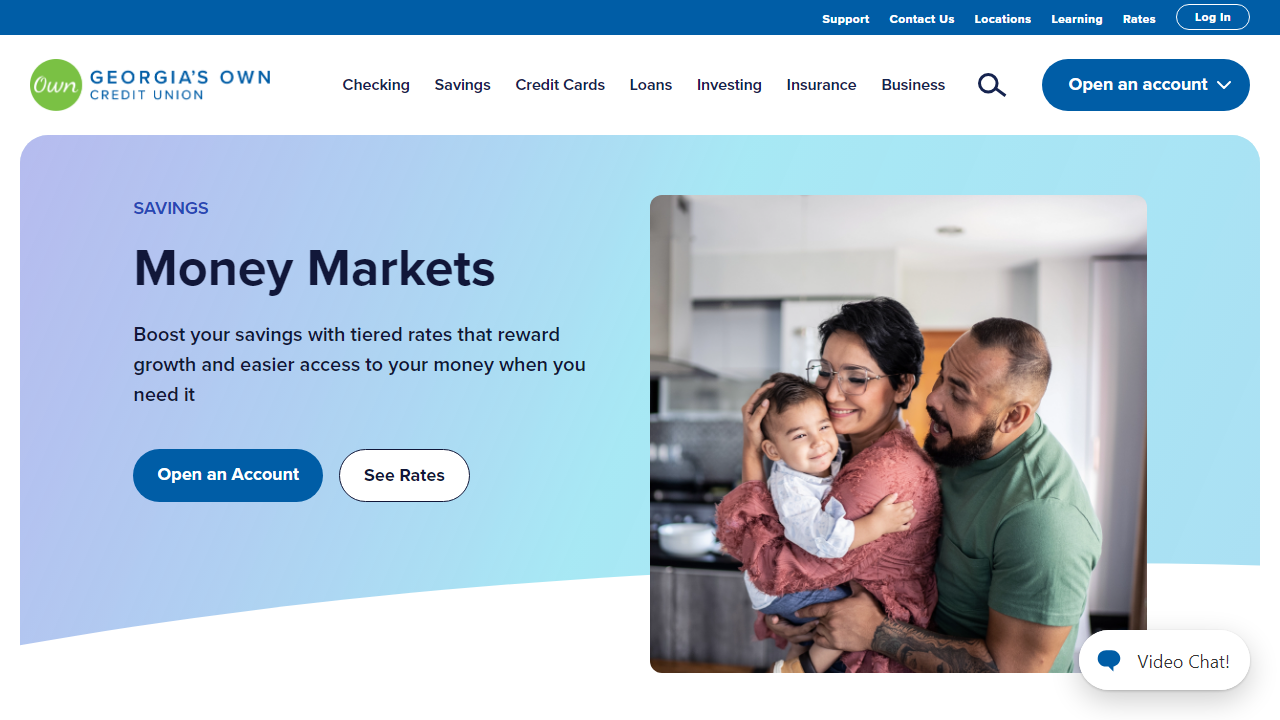 Support Contact Us Locations Learning Rates Log In
Own GEORGIA'S OWN
CREDIT UNION
Checking Savings Credit Cards Loans Investing Insurance Business Open an account
SAVINGS
Money Markets
Boost your savings with tiered rates that reward
growth and easier access to your money when you
need it
Open an Account See Rates
Video Chat!